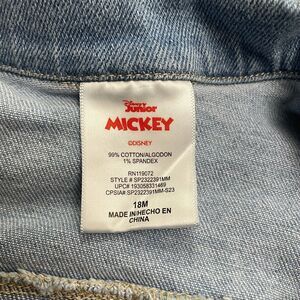 Disney
Junior
MICKEY
©DISNEY
99% COTTON/ALGODON
1% SPANDEX
RN119072
STYLE # SP2322391MM
UPC# 193058331469
CPSIA# SP2322391MM-S23
18M
MADE IN/HECHO EN
CHINA